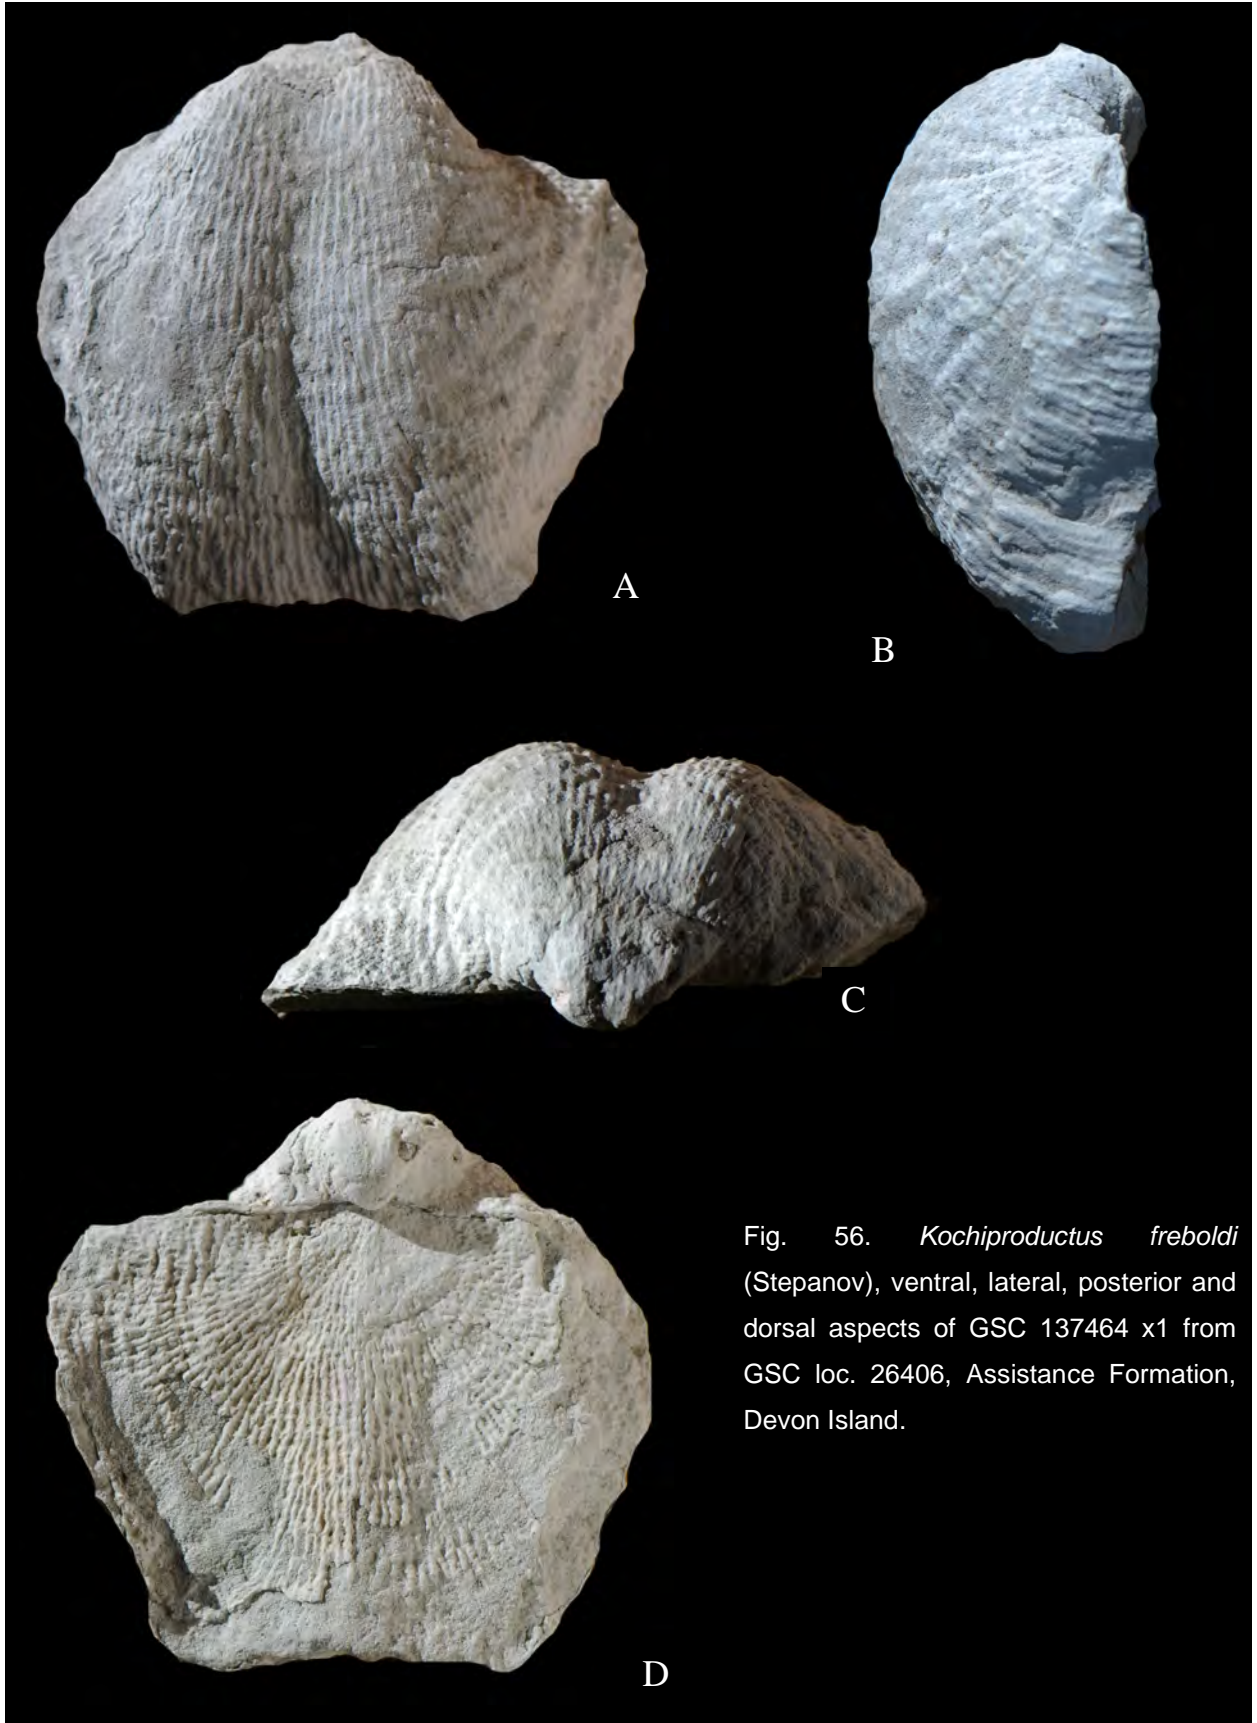 A
B
C
Fig. 56. Kochiproductus freboldi
(Stepanov), ventral, lateral, posterior and
dorsal aspects of GSC 137464 x1 from
GSC loc. 26406, Assistance Formation,
Devon Island.
D